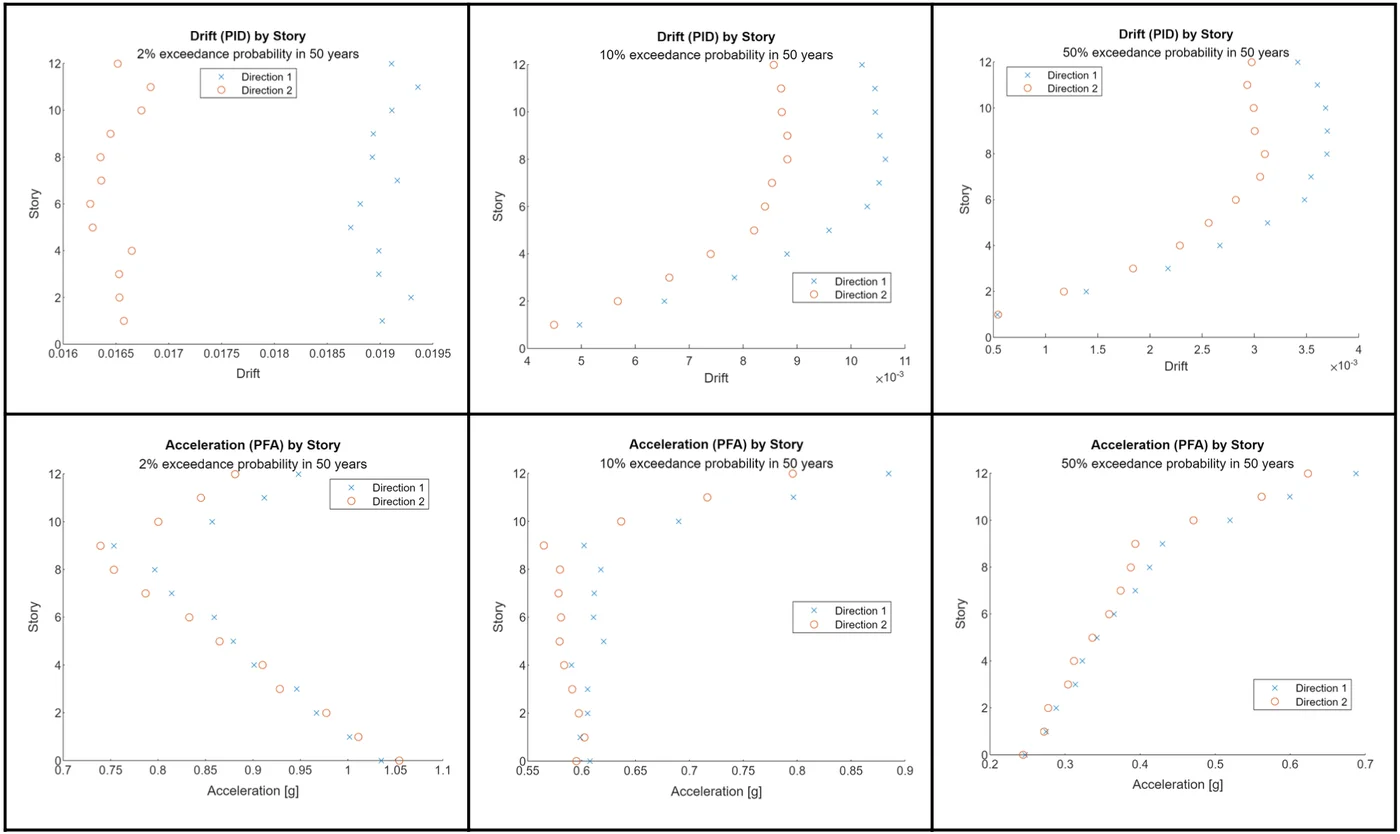 Drift (PID) by Story
2% exceedance probability in 50 years
12
10
8
6
4
2
0
Story
Direction 1
Direction 2
0.016 0.0165 0.017 0.0175 0.018 0.0185 0.019 0.0195
Drift
Drift (PID) by Story
10% exceedance probability in 50 years
12
10
8
6
4
2
0
Story
Direction 1
Direction 2
4 5 6 7 8 9 10 11
Drift
×10-3
Drift (PID) by Story
50% exceedance probability in 50 years
12
10
8
6
4
2
0
Story
Direction 1
Direction 2
0.5 1 1.5 2 2.5 3 3.5 4
Drift
×10-3
Acceleration (PFA) by Story
2% exceedance probability in 50 years
12
10
8
6
4
2
0
Story
Direction 1
Direction 2
0.7 0.75 0.8 0.85 0.9 0.95 1 1.05 1.1
Acceleration [g]
Acceleration (PFA) by Story
10% exceedance probability in 50 years
12
10
8
6
4
2
0
Story
Direction 1
Direction 2
0.55 0.6 0.65 0.7 0.75 0.8 0.85 0.9
Acceleration [g]
Acceleration (PFA) by Story
50% exceedance probability in 50 years
12
10
8
6
4
2
0
Story
Direction 1
Direction 2
0.2 0.3 0.4 0.5 0.6 0.7
Acceleration [g]